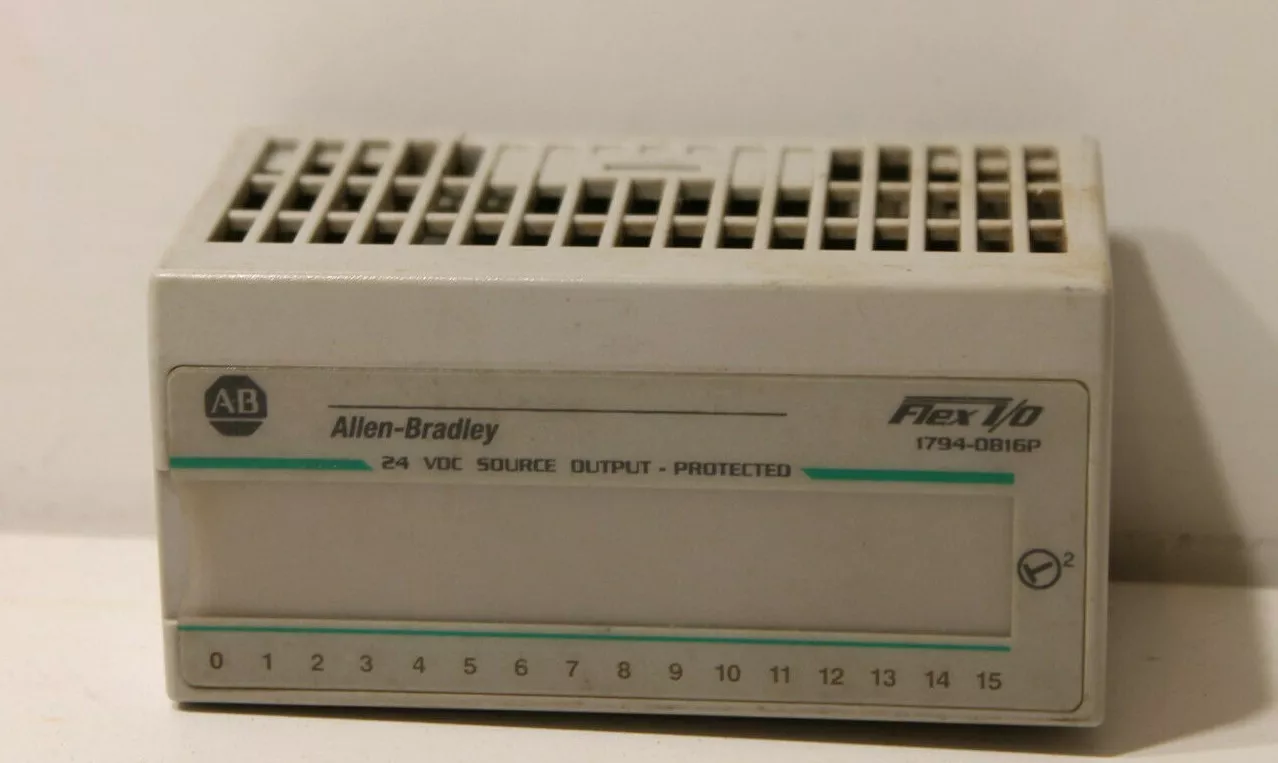 AB
Allen-Bradley
Flex I/O
1794-OB16P
24 VDC SOURCE OUTPUT - PROTECTED
2
0 1 2 3 4 5 6 7 8 9 10 11 12 13 14 15